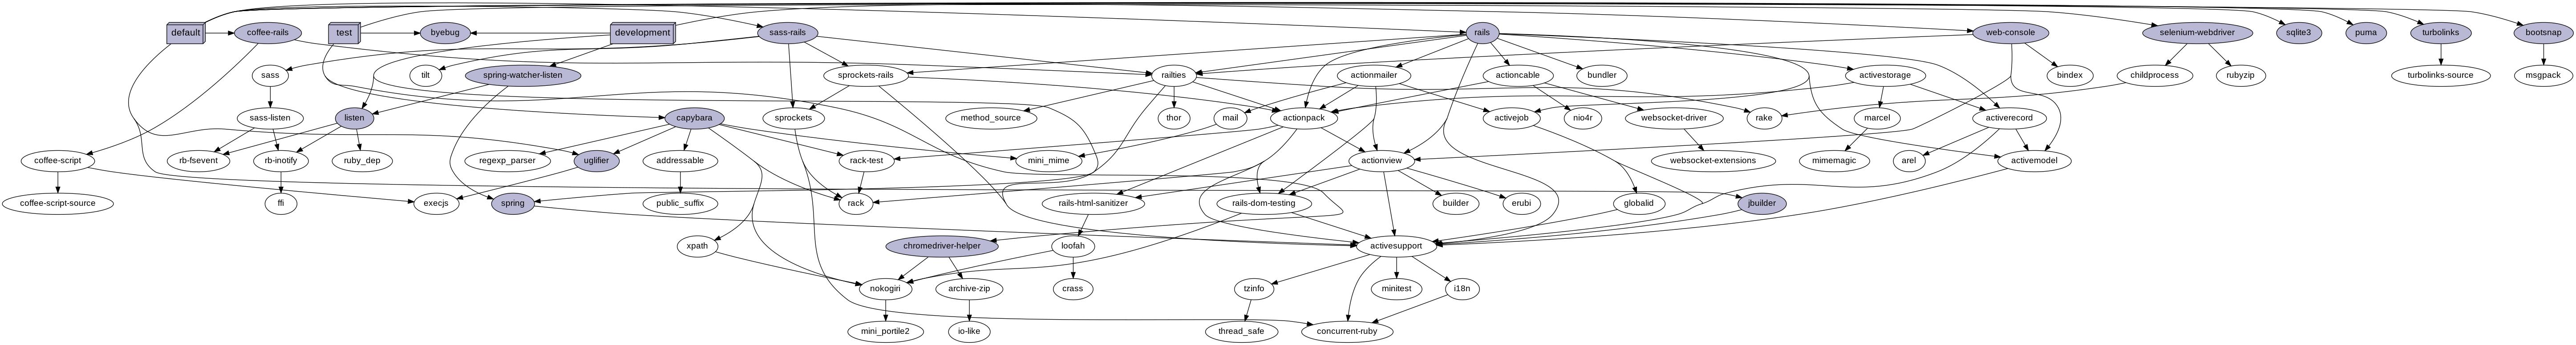 default
coffee-rails
test
byebug
development
sass-rails
rails
web-console
selenium-webdriver
sqlite3
puma
turbolinks
bootsnap
sass
tilt
spring-watcher-listen
sprockets-rails
railties
actionmailer
actioncable
bundler
activestorage
bindex
childprocess
rubyzip
turbolinks-source
msgpack
sass-listen
listen
capybara
sprockets
method_source
thor
mail
actionpack
activejob
nio4r
websocket-driver
rake
marcel
activerecord
coffee-script
rb-fsevent
rb-inotify
ruby_dep
regexp_parser
uglifier
addressable
rack-test
mini_mime
actionview
websocket-extensions
mimemagic
arel
activemodel
coffee-script-source
ffi
execjs
spring
public_suffix
rack
rails-html-sanitizer
rails-dom-testing
builder
erubi
globalid
jbuilder
xpath
chromedriver-helper
loofah
activesupport
nokogiri
archive-zip
crass
tzinfo
minitest
i18n
mini_portile2
io-like
thread_safe
concurrent-ruby